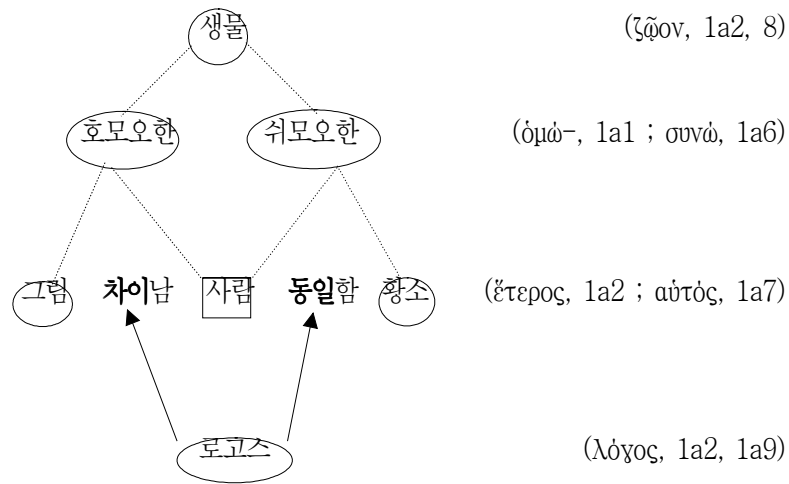 생물 (ζῷον, 1a2, 8)
호모오한 쉬모오한 (ὁμώ-, 1a1 ; συνώ, 1a6)
그림 차이남 사람 동일함 황소 (ἕτερος, 1a2 ; αὐτός, 1a7)
로고스 (λόγος, 1a2, 1a9)